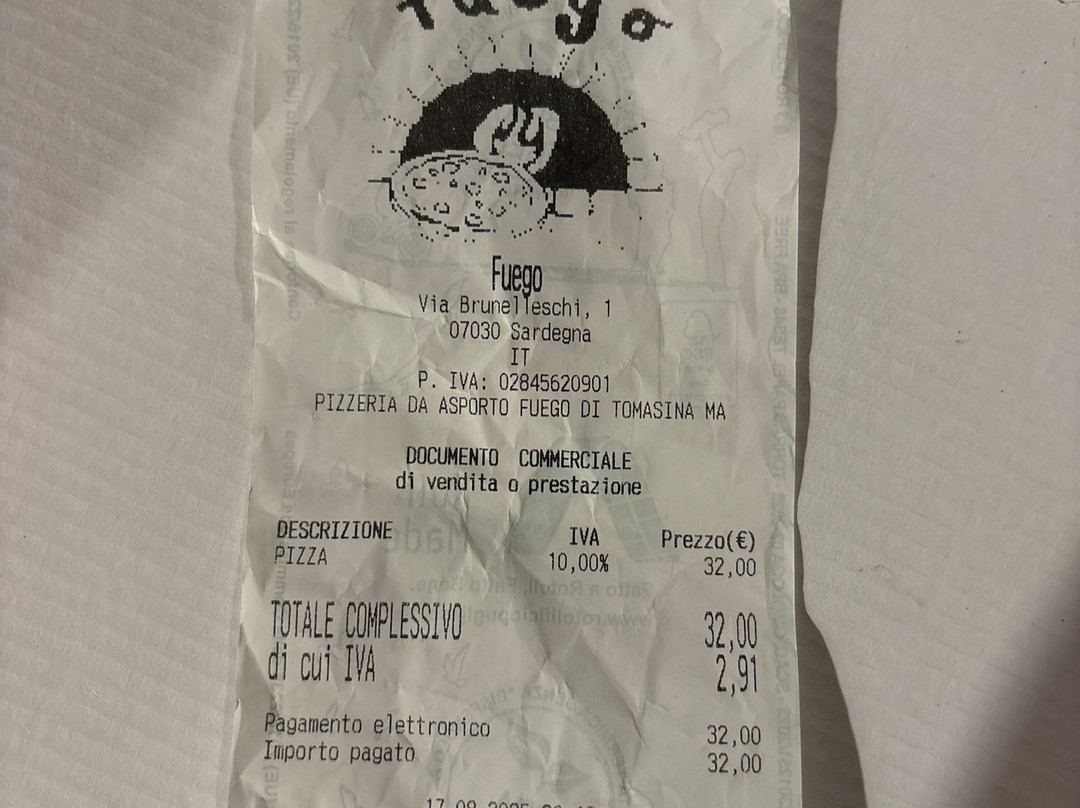 Fuego
Fuego
Via Brunelleschi, 1
07030 Sardegna
IT
P. IVA: 02845620901
PIZZERIA DA ASPORTO FUEGO DI TOMASINA MA
DOCUMENTO COMMERCIALE
di vendita o prestazione
DESCRIZIONE IVA Prezzo(€)
PIZZA 10,00% 32,00
TOTALE COMPLESSIVO 32,00
di cui IVA 2,91
Pagamento elettronico 32,00
Importo pagato 32,00